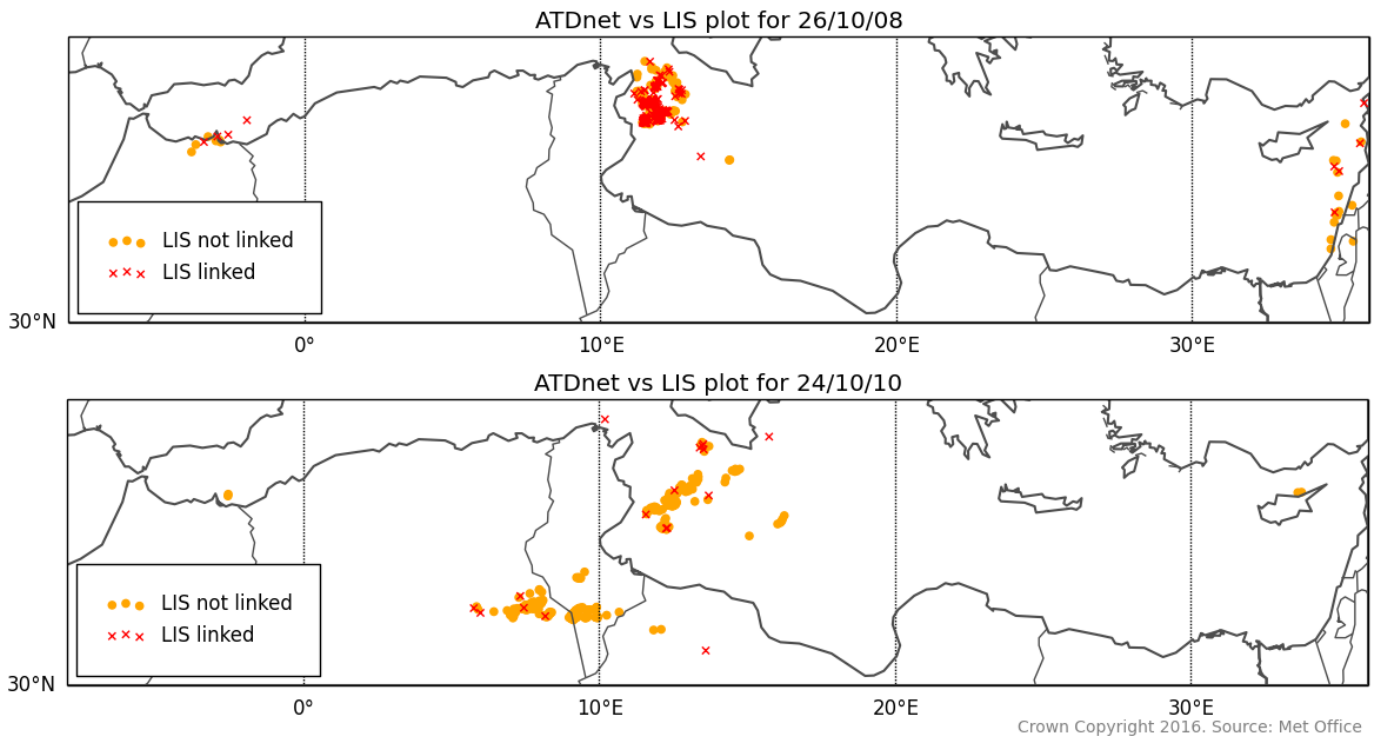 ATDnet vs LIS plot for 26/10/08
LIS not linked
LIS linked
30°N
0°
10°E
20°E
30°E
ATDnet vs LIS plot for 24/10/10
LIS not linked
LIS linked
30°N
0°
10°E
20°E
30°E
Crown Copyright 2016. Source: Met Office